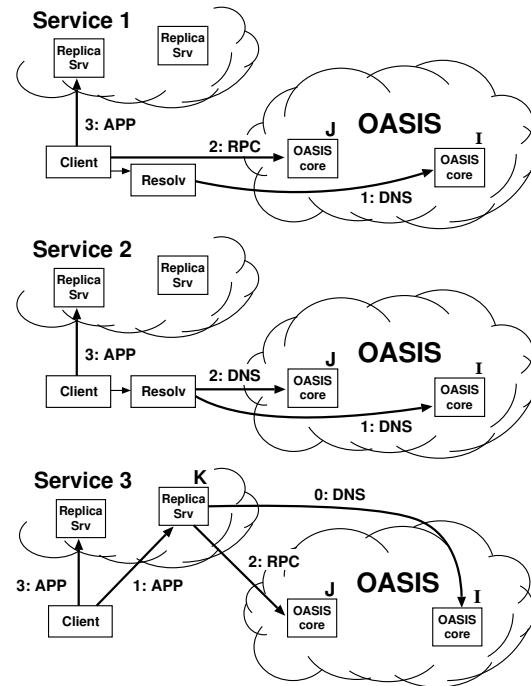 Service 1
Replica
Srv
Replica
Srv
3: APP
Client
Resolv
2: RPC
1: DNS
OASIS
J
OASIS
core
I
OASIS
core
Service 2
Replica
Srv
Replica
Srv
3: APP
Client
Resolv
2: DNS
1: DNS
OASIS
J
OASIS
core
I
OASIS
core
Service 3
Replica
Srv
K
Replica
Srv
0: DNS
3: APP
1: APP
2: RPC
Client
OASIS
J
OASIS
core
I
OASIS
core